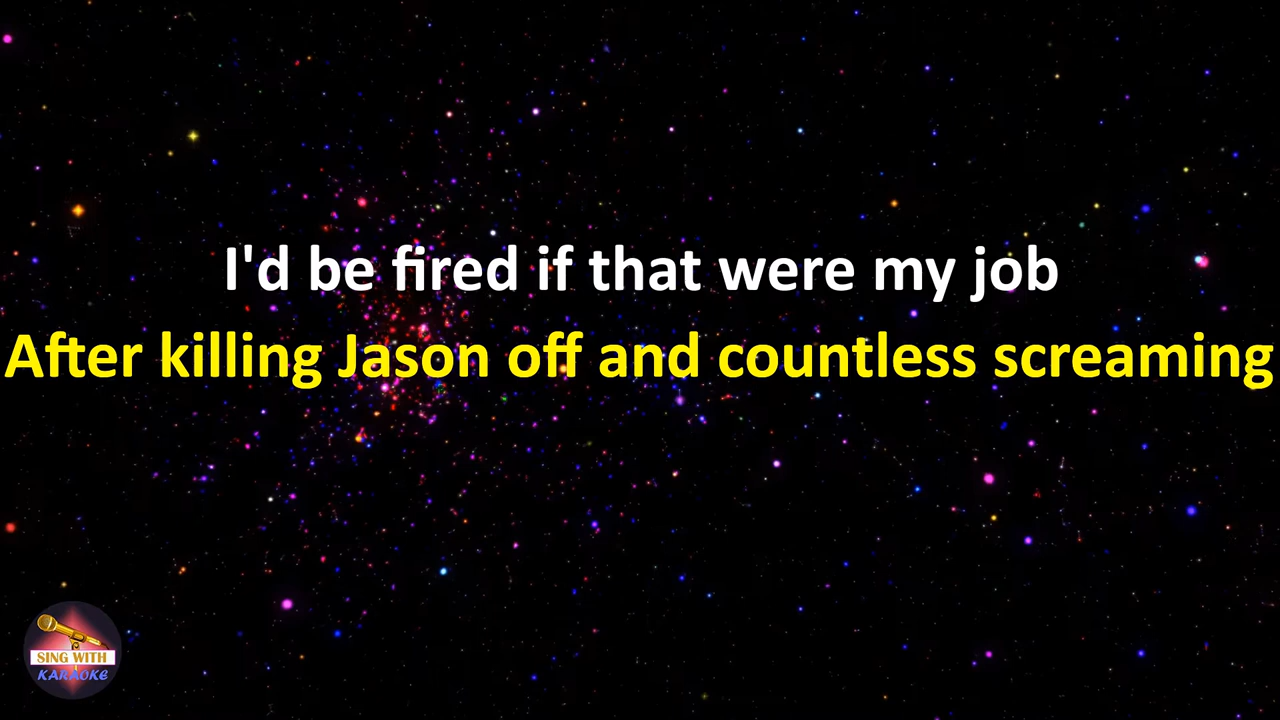 I'd be fired if that were my job
After killing Jason off and countless screaming
SING WITH
KARAOKE